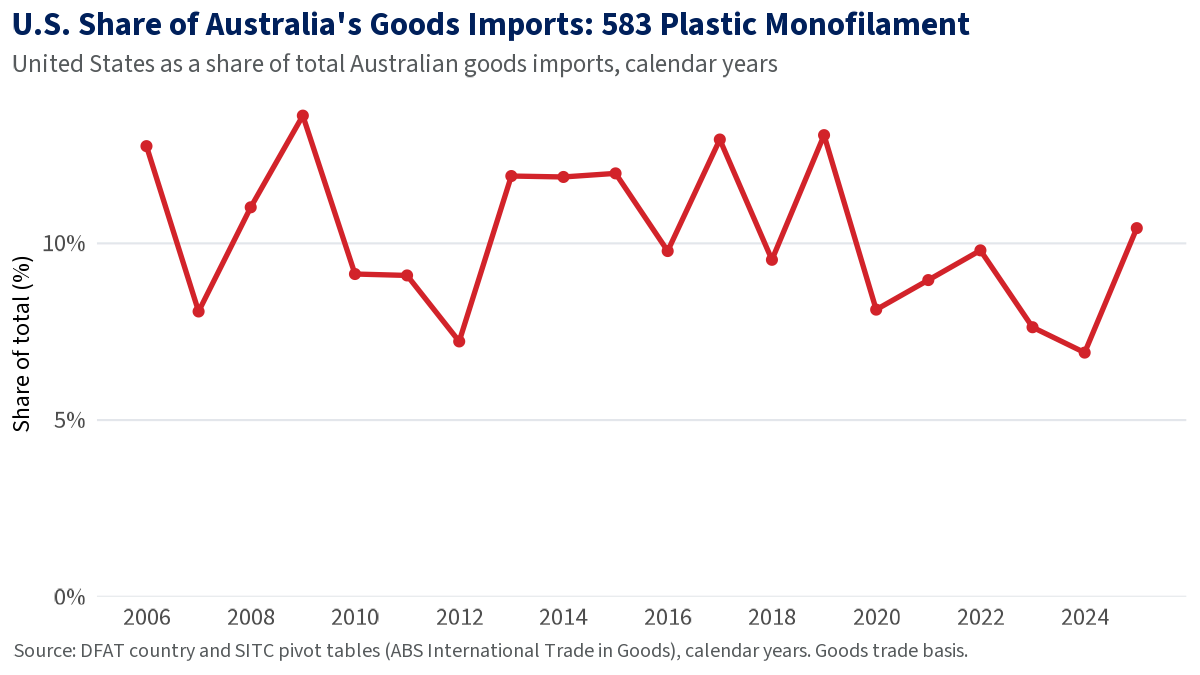 U.S. Share of Australia's Goods Imports: 583 Plastic Monofilament
United States as a share of total Australian goods imports, calendar years
Share of total (%)
10%
5%
0%
2006 2008 2010 2012 2014 2016 2018 2020 2022 2024
Source: DFAT country and SITC pivot tables (ABS International Trade in Goods), calendar years. Goods trade basis.